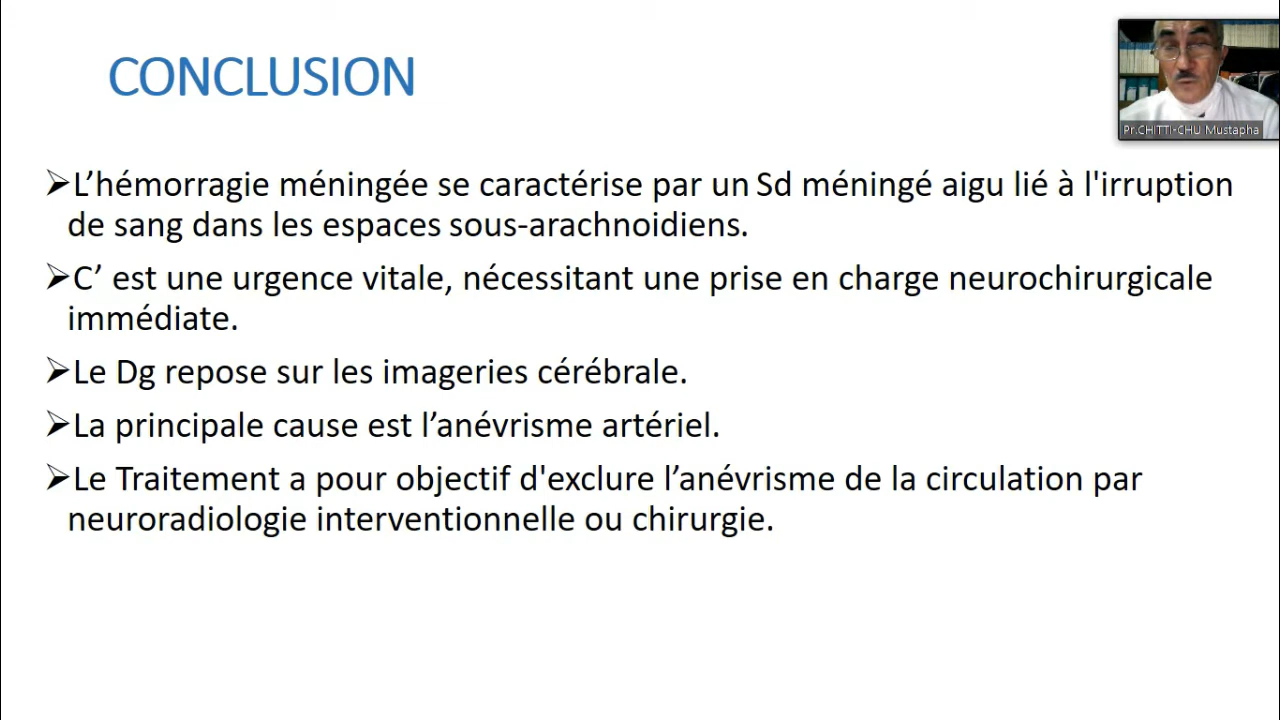 CONCLUSION
Pr.CHITTI-CHU Mustapha
➢L’hémorragie méningée se caractérise par un Sd méningé aigu lié à l'irruption
de sang dans les espaces sous-arachnoidiens.
➢C’ est une urgence vitale, nécessitant une prise en charge neurochirurgicale
immédiate.
➢Le Dg repose sur les imageries cérébrale.
➢La principale cause est l’anévrisme artériel.
➢Le Traitement a pour objectif d'exclure l’anévrisme de la circulation par
neuroradiologie interventionnelle ou chirurgie.